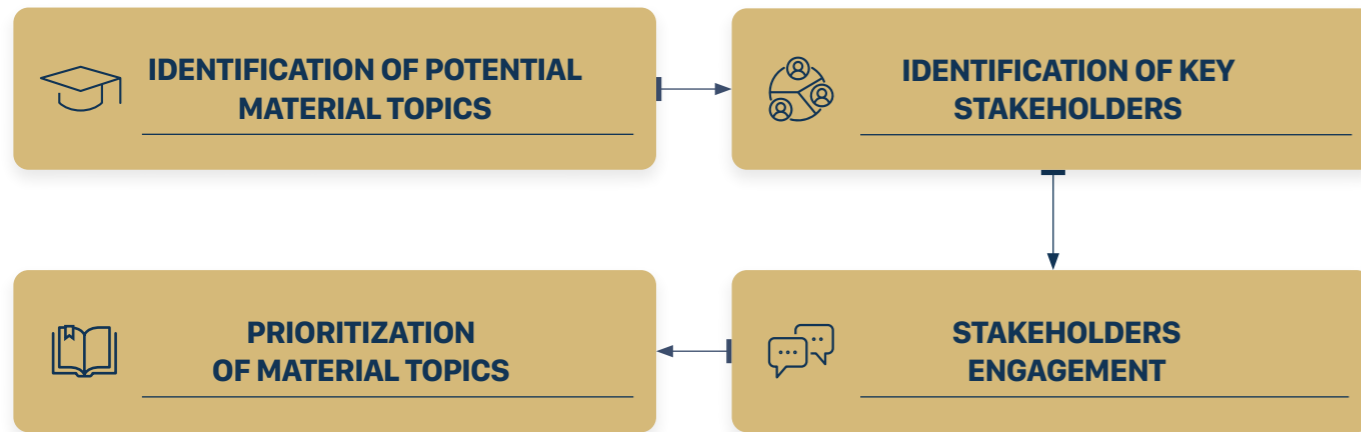 IDENTIFICATION OF POTENTIAL
MATERIAL TOPICS
IDENTIFICATION OF KEY
STAKEHOLDERS
STAKEHOLDERS
ENGAGEMENT
PRIORITIZATION
OF MATERIAL TOPICS